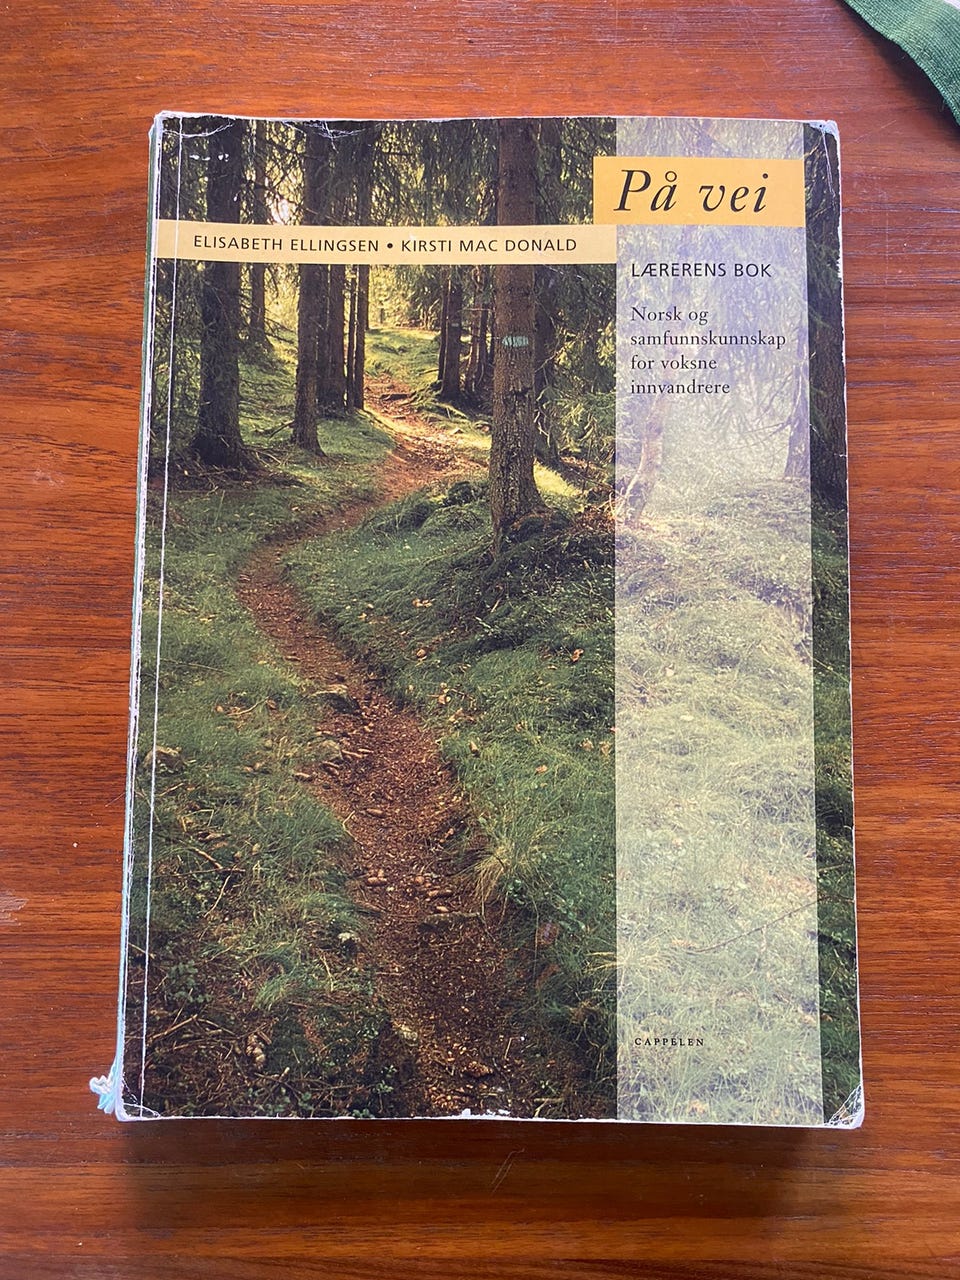 På vei
ELISABETH ELLINGSEN • KIRSTI MAC DONALD
LÆRERENS BOK
Norsk og
samfunnskunnskap
for voksne
innvandrere
CAPPELEN